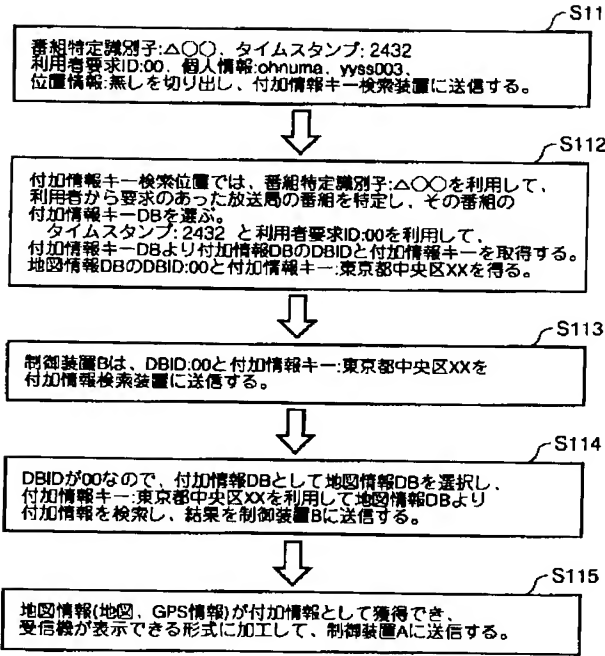 S11
番組特定識別子:△○○、タイムスタンプ: 2432
利用者要求ID:00、個人情報:ohnuma、yyss003、
位置情報:無しを切り出し、付加情報キー検索装置に送信する。
S112
付加情報キー検索位置では、番組特定識別子:△○○を利用して、
利用者から要求のあった放送局の番組を特定し、その番組の
付加情報キーDBを選ぶ。
タイムスタンプ: 2432 と利用者要求ID:00を利用して、
付加情報キーDBより付加情報DBのDBIDと付加情報キーを取得する。
地図情報DBのDBID:00と付加情報キー:東京都中央区XXを得る。
S113
制御装置Bは、DBID:00と付加情報キー:東京都中央区XXを
付加情報検索装置に送信する。
S114
DBIDが00なので、付加情報DBとして地図情報DBを選択し、
付加情報キー:東京都中央区XXを利用して地図情報DBより
付加情報を検索し、結果を制御装置Bに送信する。
S115
地図情報(地図、GPS情報)が付加情報として獲得でき、
受信機が表示できる形式に加工して、制御装置Aに送信する。